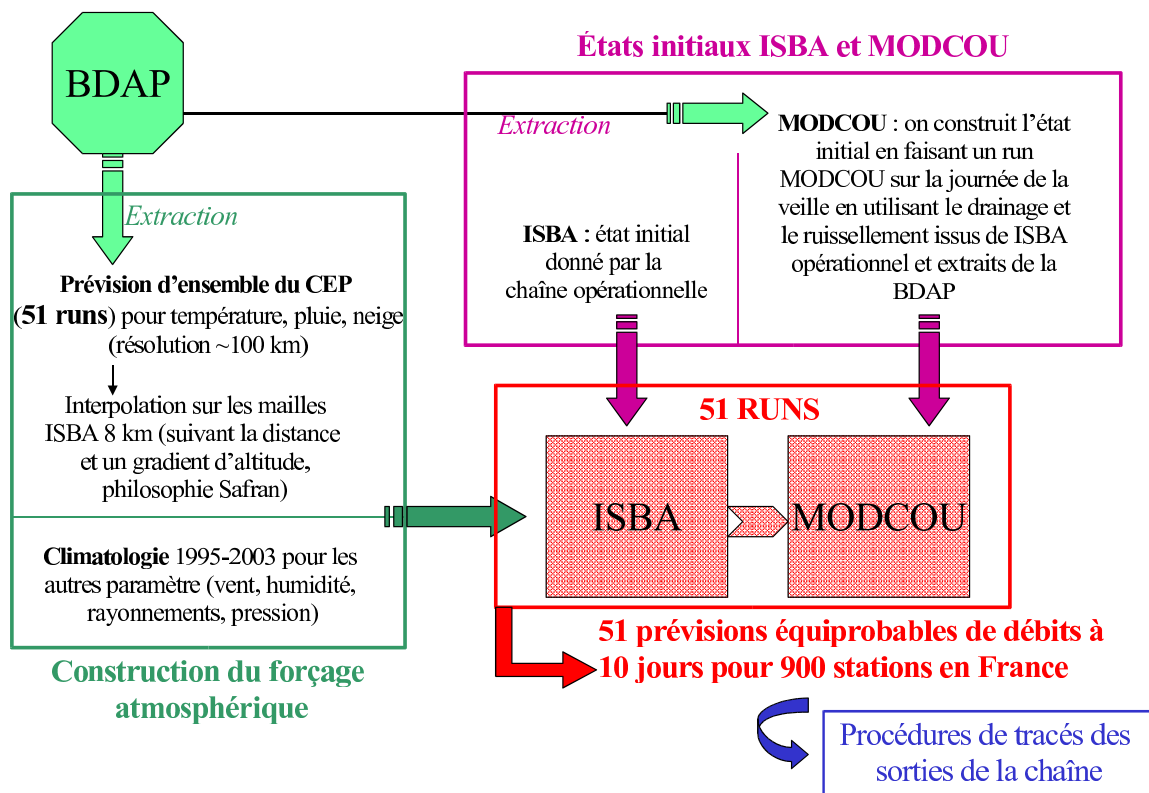 BDAP
États initiaux ISBA et MODCOU
Extraction
MODCOU : on construit l’état
initial en faisant un run
MODCOU sur la journée de la
veille en utilisant le drainage et
le ruissellement issus de ISBA
opérationnel et extraits de la
BDAP
ISBA : état initial
donné par la
chaîne opérationnelle
Extraction
Prévision d’ensemble du CEP
(51 runs) pour température, pluie, neige
(résolution ~100 km)
Interpolation sur les mailles
ISBA 8 km (suivant la distance
et un gradient d’altitude,
philosophie Safran)
Climatologie 1995-2003 pour les
autres paramètre (vent, humidité,
rayonnements, pression)
Construction du forçage
atmosphérique
51 RUNS
ISBA
MODCOU
51 prévisions équiprobables de débits à
10 jours pour 900 stations en France
Procédures de tracés des
sorties de la chaîne